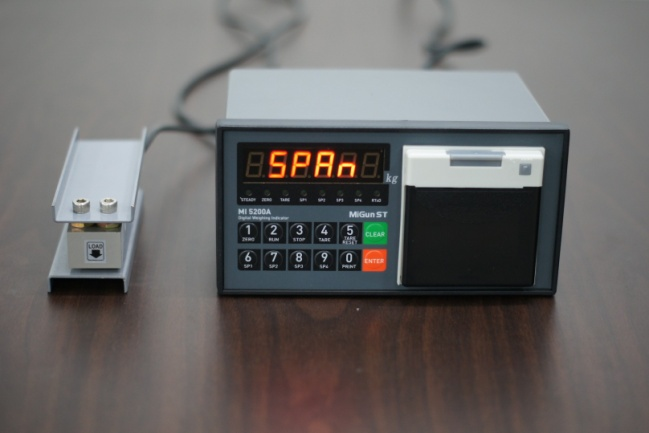 SPAn
kg
STEADY ZERO TARE SP1 SP2 SP3 SP4
MI 5200A
Digital Weighing Indicator
MiGun ST
1 2 3 4 5 CLEAR
ZERO RUN STOP TARE TARE RESET
6 7 8 9 0 ENTER
SP1 SP2 SP3 SP4 PRINT
LOAD